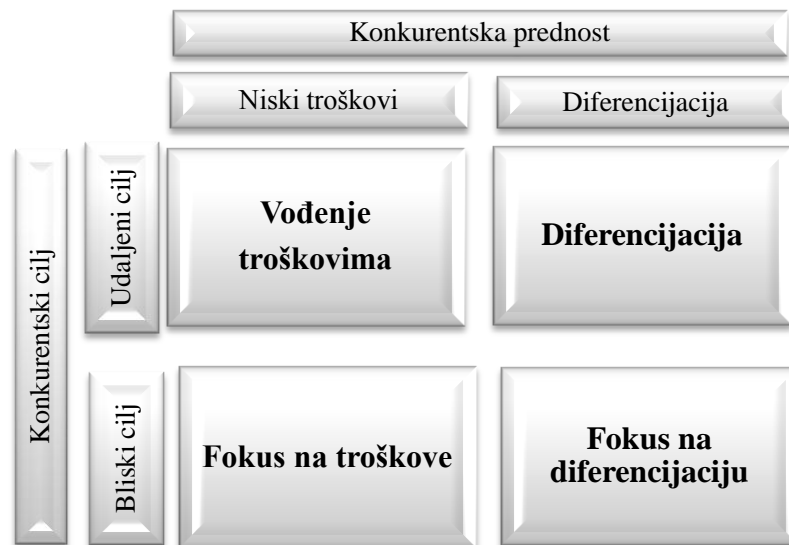 Konkurentska prednost
Niski troškovi
Diferencijacija
Konkurentski cilj
Udaljeni cilj
Vođenje
troškovima
Diferencijacija
Bliski cilj
Fokus na troškove
Fokus na
diferencijaciju